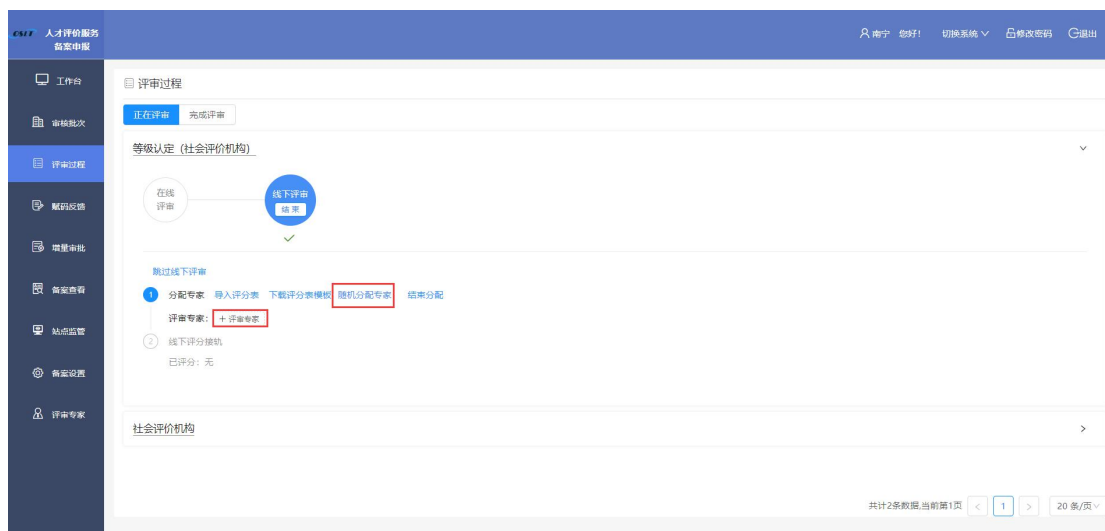 OSLT 人才评价服务
备案申报
南宁 您好! 切换系统 修改密码 退出
工作台
审核批次
评审过程
赋码反馈
增量审批
备案查看
站点监管
备案设置
评审专家
评审过程
正在评审 完成评审
等级认定（社会评价机构）
在线
评审
线下评审
结束
跳过线下评审
1 分配专家 导入评分表 下载评分表模板 随机分配专家 结束分配
评审专家: + 评审专家
2 线下评分接轨
已评分: 无
社会评价机构
共计2条数据,当前第1页 < 1 > 20 条/页